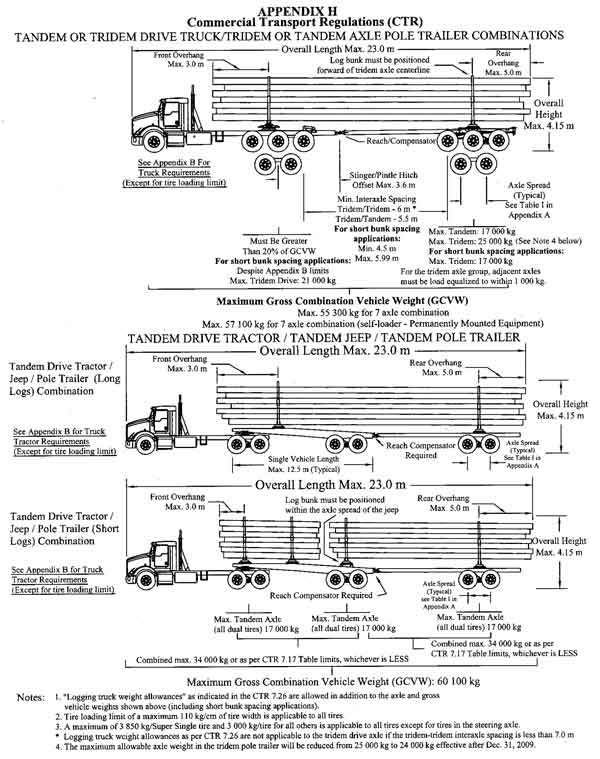 APPENDIX H
Commercial Transport Regulations (CTR)
TANDEM OR TRIDEM DRIVE TRUCK/TRIDEM OR TANDEM AXLE POLE TRAILER COMBINATIONS
Overall Length Max. 23.0 m
Front Overhang
Max. 3.0 m
Log bunk must be positioned
forward of tridem axle centerline
Rear
Overhang
Max. 5.0 m
Overall
Height
Max. 4.15 m
Reach/Compensator
See Appendix B For
Truck Requirements
(Except for tire loading limit)
Stinger/Pintle Hitch
Offset Max. 3.6 m
Min. Interaxle Spacing
Tridem/Tridem - 6 m *
Tridem/Tandem - 5.5 m
For short bunk spacing
applications:
Min. 4.5 m
Max. 5.99 m
Axle Spread
(Typical)
See Table I in
Appendix A
Must Be Greater
Than 20% of GCVW
For short bunk spacing applications:
Despite Appendix B limits
Max. Tridem Drive: 21 000 kg
Max. Tandem: 17 000 kg
Max. Tridem: 25 000 kg (See Note 4 below)
For short bunk spacing applications:
Max. Tridem: 17 000 kg
For the tridem axle group, adjacent axles
must be load equalized to within 1 000 kg.
Maximum Gross Combination Vehicle Weight (GCVW)
Max. 55 300 kg for 7 axle combination
Max. 57 100 kg for 7 axle combination (self-loader - Permanently Mounted Equipment)
TANDEM DRIVE TRACTOR / TANDEM JEEP / TANDEM POLE TRAILER
Overall Length Max. 23.0 m
Front Overhang
Max. 3.0 m
Rear Overhang
Max. 5.0 m
Tandem Drive Tractor /
Jeep / Pole Trailer (Long
Logs) Combination
Overall Height
Max. 4.15 m
See Appendix B for Truck
Tractor Requirements
(Except for tire loading limit)
Single Vehicle Length
Max. 12.5 m (Typical)
Reach Compensator
Required
Axle Spread
(Typical)
See Table I in
Appendix A
Overall Length Max. 23.0 m
Front Overhang
Max. 3.0 m
Log bunk must be positioned
within the axle spread of the jeep
Rear Overhang
Max. 5.0 m
Tandem Drive Tractor /
Jeep / Pole Trailer (Short
Logs) Combination
Overall Height
Max. 4.15 m
See Appendix B for Truck
Tractor Requirements
(Except for tire loading limit)
Reach Compensator Required
Axle Spread
(Typical)
see Table I in
Appendix A
Max. Tandem Axle
(all dual tires) 17 000 kg
Max. Tandem Axle
(all dual tires) 17 000 kg
Max. Tandem Axle
(all dual tires) 17 000 kg
Combined max. 34 000 kg or as per
CTR 7.17 Table limits, whichever is LESS
Combined max. 34 000 kg or as per CTR 7.17 Table limits, whichever is LESS
Maximum Gross Combination Vehicle Weight (GCVW): 60 100 kg
Notes: 1. "Logging truck weight allowances" as indicated in the CTR 7.26 are allowed in addition to the axle and gross
vehicle weights shown above (including short bunk spacing applications).
2. Tire loading limit of a maximum 110 kg/cm of tire width is applicable to all tires.
3. A maximum of 3 850 kg/Super Single tire and 3 000 kg/tire for all others is applicable to all tires except for tires in the steering axle.
* Logging truck weight allowances as per CTR 7.26 are not applicable to the tridem drive axle if the tridem-tridem interaxle spacing is less than 7.0 m
4. The maximum allowable axle weight in the tridem pole trailer will be reduced from 25 000 kg to 24 000 kg effective after Dec. 31, 2009.